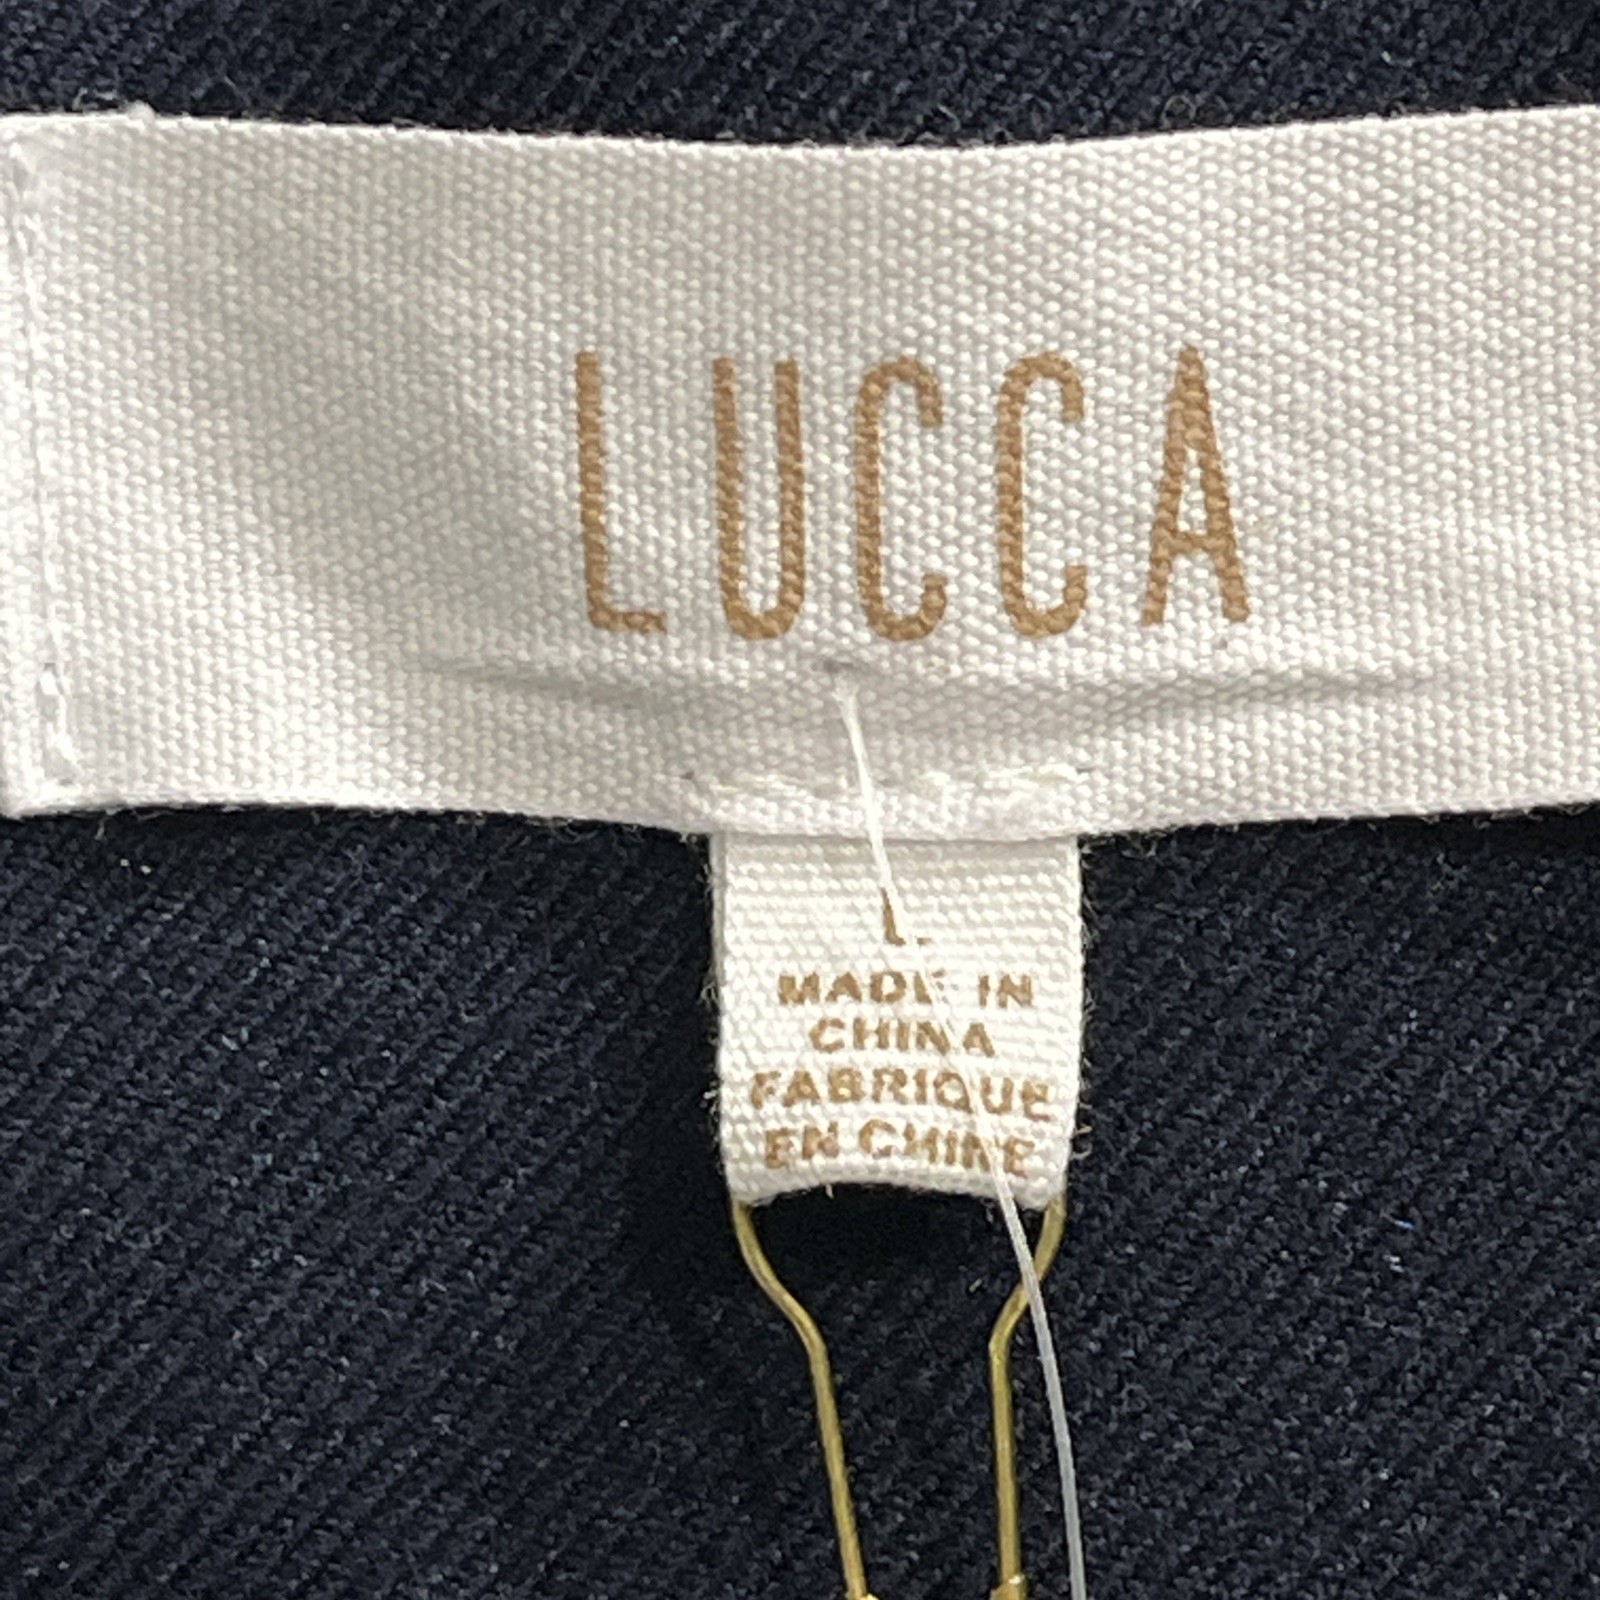 LUCCA
L
MADE IN
CHINA
FABRIQUE
EN CHINE